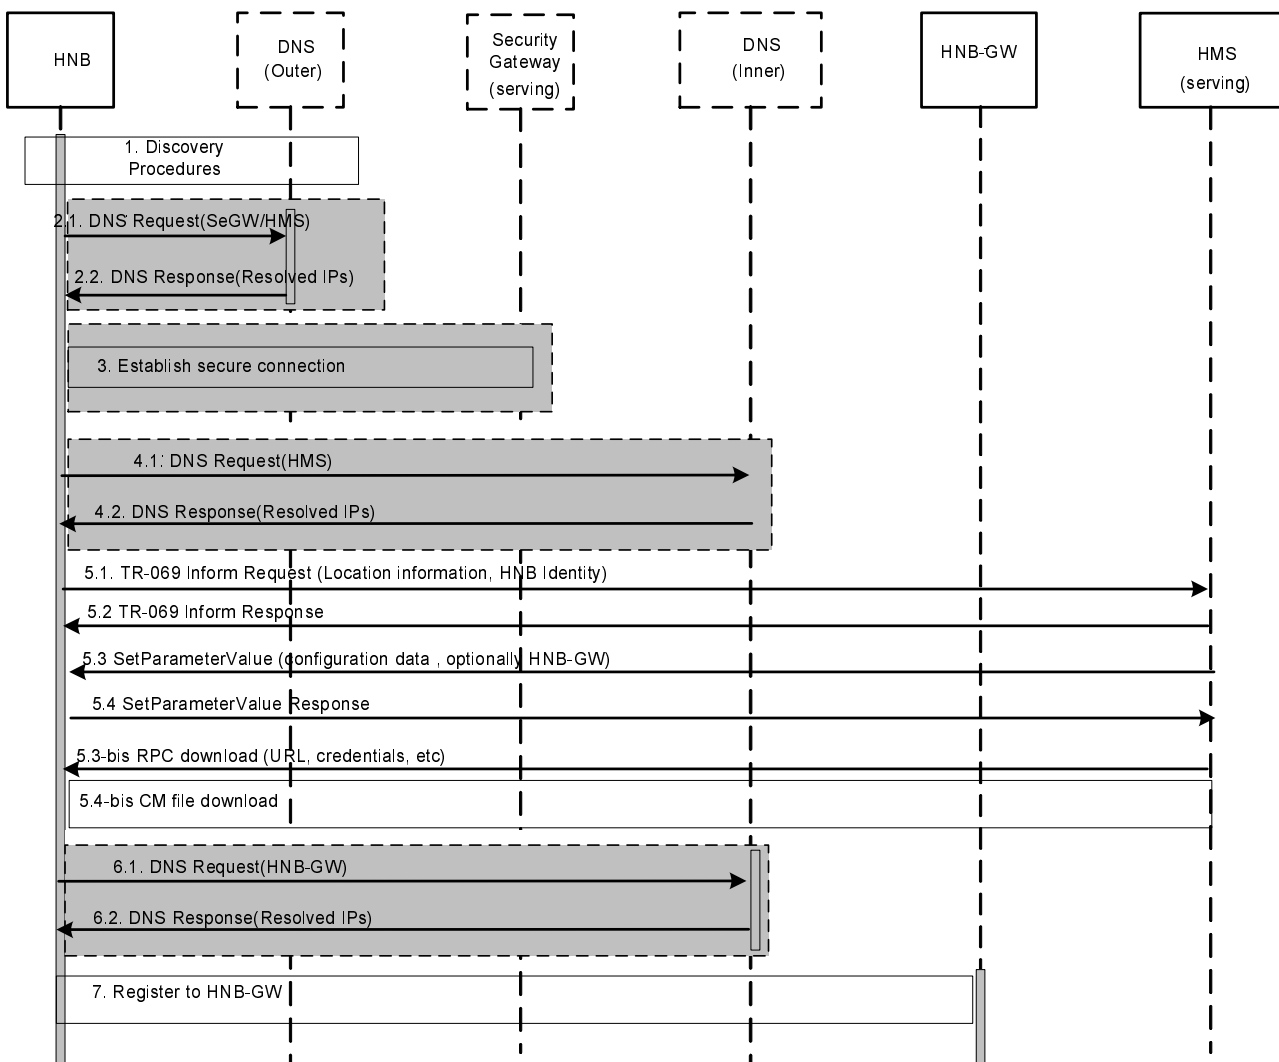 HNB
DNS
(Outer)
Security
Gateway
(serving)
DNS
(Inner)
HNB-GW
HMS
(serving)
1. Discovery
Procedures
2.1. DNS Request(SeGW/HMS)
2.2. DNS Response(Resolved IPs)
3. Establish secure connection
4.1. DNS Request(HMS)
4.2. DNS Response(Resolved IPs)
5.1. TR-069 Inform Request (Location information, HNB Identity)
5.2 TR-069 Inform Response
5.3 SetParameterValue (configuration data , optionally HNB-GW)
5.4 SetParameterValue Response
5.3-bis RPC download (URL, credentials, etc)
5.4-bis CM file download
6.1. DNS Request(HNB-GW)
6.2. DNS Response(Resolved IPs)
7. Register to HNB-GW